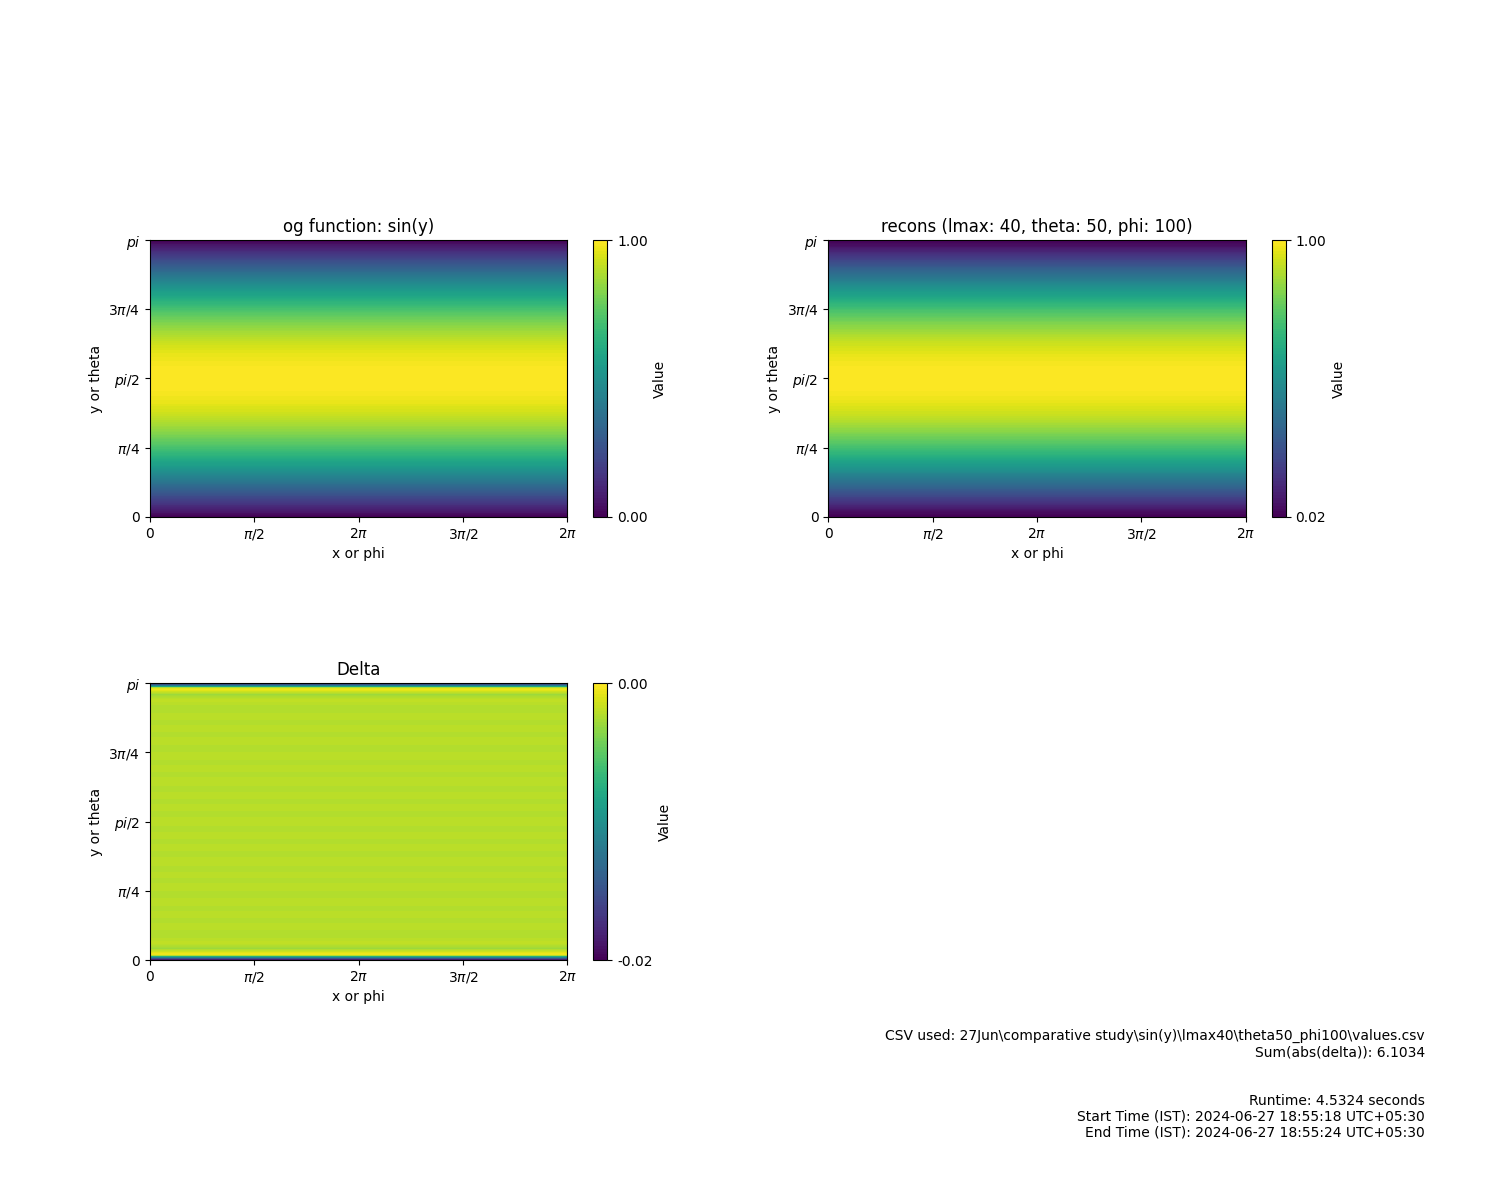 og function: sin(y)
pi
3π/4
pi/2
π/4
0
y or theta
0 π/2 2π 3π/2 2π
x or phi
1.00
0.00
Value
recons (lmax: 40, theta: 50, phi: 100)
pi
3π/4
pi/2
π/4
0
y or theta
0 π/2 2π 3π/2 2π
x or phi
1.00
0.02
Value
Delta
pi
3π/4
pi/2
π/4
0
y or theta
0 π/2 2π 3π/2 2π
x or phi
0.00
-0.02
Value
CSV used: 27Jun\comparative study\sin(y)\lmax40\theta50_phi100\values.csv
Sum(abs(delta)): 6.1034
Runtime: 4.5324 seconds
Start Time (IST): 2024-06-27 18:55:18 UTC+05:30
End Time (IST): 2024-06-27 18:55:24 UTC+05:30